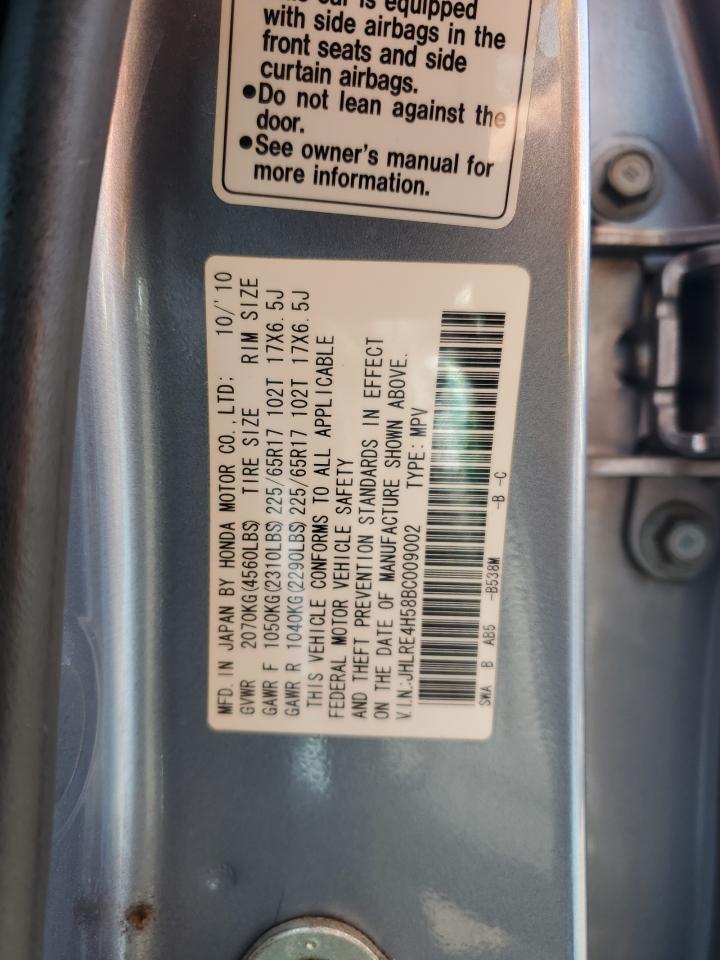 car is equipped
with side airbags in the
front seats and side
curtain airbags.
●Do not lean against the
door.
●See owner's manual for
more information.
MFD. IN JAPAN BY HONDA MOTOR CO., LTD: 10/'10
GVWR 2070KG(4560LBS) TIRE SIZE RIM SIZE
GAWR F 1050KG(2310LBS)225/65R17 102T 17X6.5J
GAWR R 1040KG(2290LBS)225/65R17 102T 17X6.5J
THIS VEHICLE CONFORMS TO ALL APPLICABLE
FEDERAL MOTOR VEHICLE SAFETY
AND THEFT PREVENTION STANDARDS IN EFFECT
ON THE DATE OF MANUFACTURE SHOWN ABOVE.
V.I.N.:JHLRE4H58BC009002 TYPE: MPV
SWA B AB5 -B538M -B -C